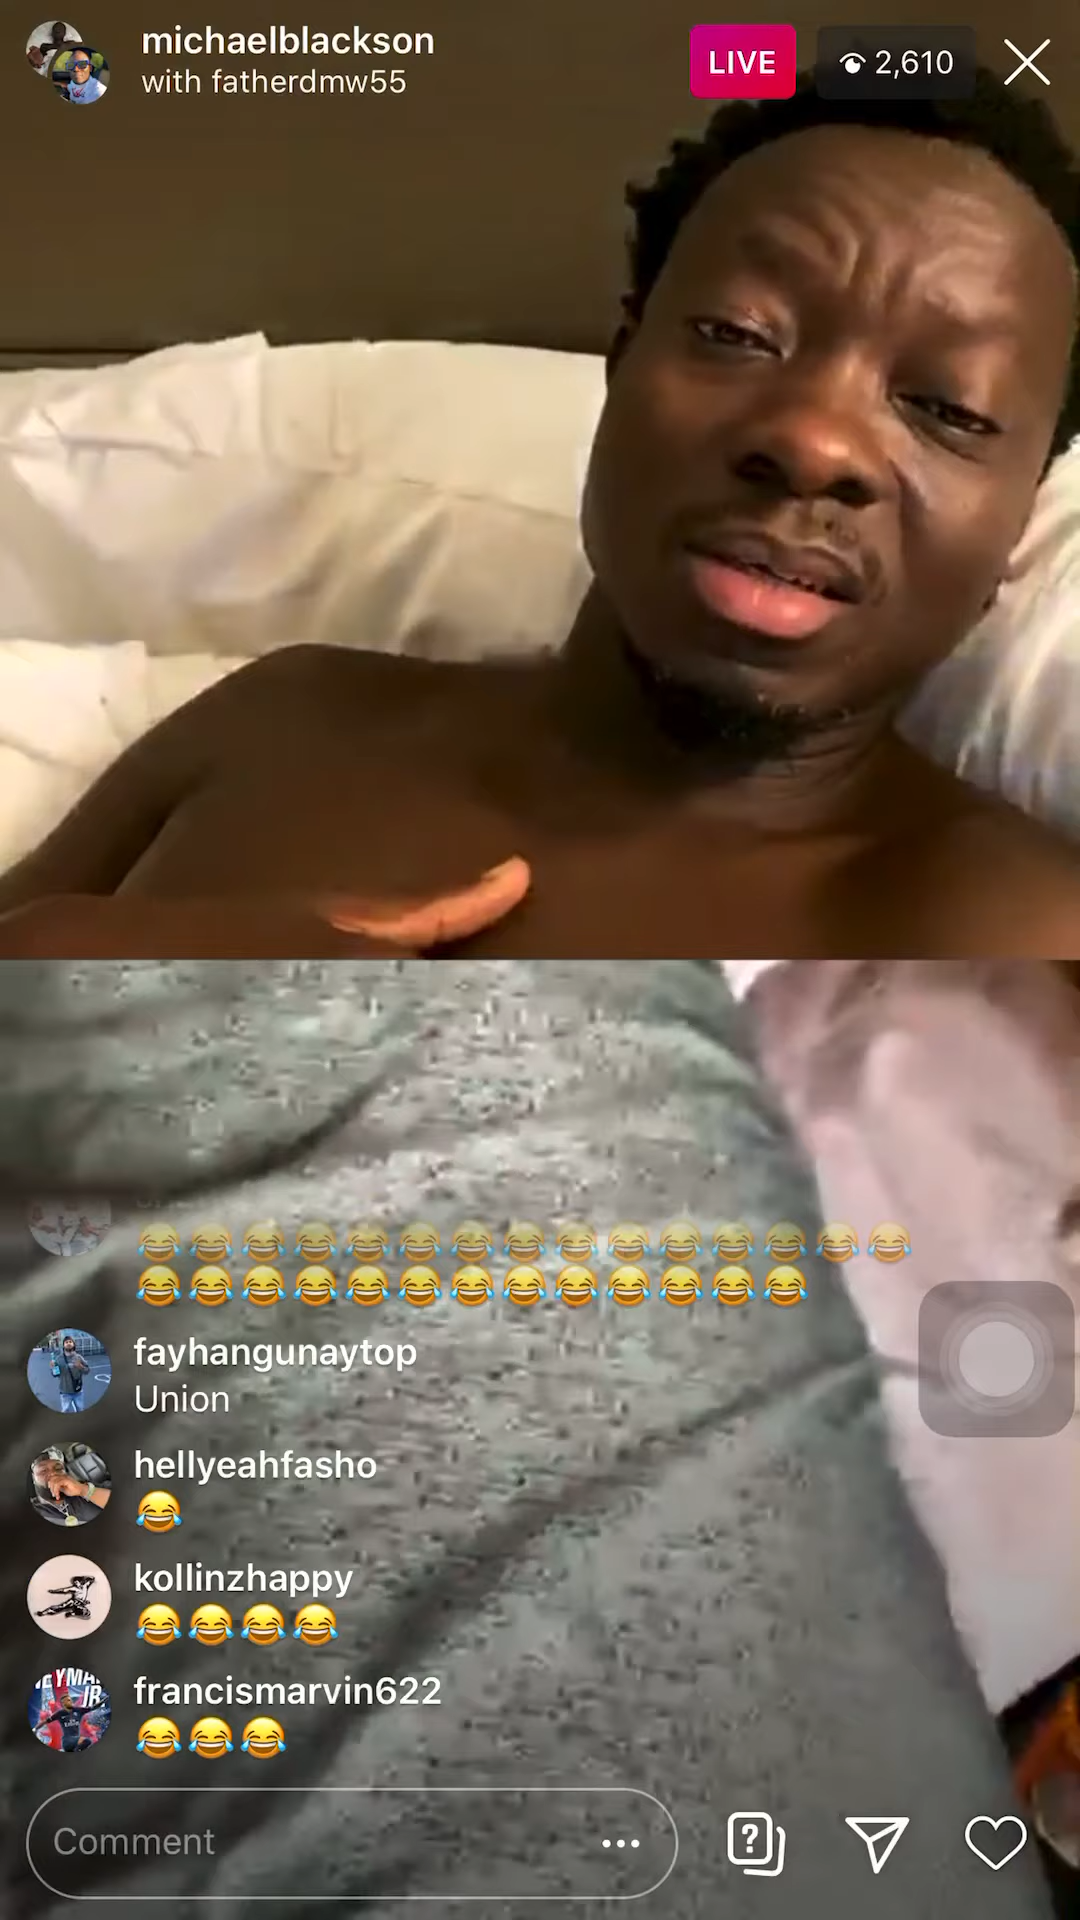 michaelblackson
with fatherdmw55
LIVE
2,610
😂😂😂😂😂😂😂😂😂😂😂😂😂😂😂
😂😂😂😂😂😂😂😂😂😂😂😂😂
fayhangunaytop
Union
hellyeahfasho
😂
kollinzhappy
😂😂😂😂
francismarvin622
😂😂😂
Comment